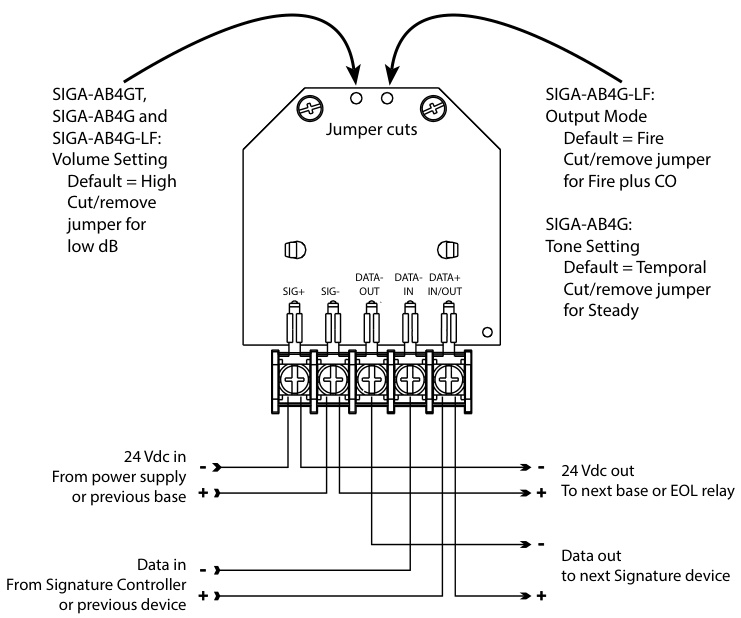 SIGA-AB4GT,
SIGA-AB4G and
SIGA-AB4G-LF:
Volume Setting
Default = High
Cut/remove
jumper for
low dB
Jumper cuts
SIGA-AB4G-LF:
Output Mode
Default = Fire
Cut/remove jumper
for Fire plus CO
SIGA-AB4G:
Tone Setting
Default = Temporal
Cut/remove jumper
for Steady
SIG+
SIG-
DATA-
OUT
DATA-
IN
DATA+
IN/OUT
24 Vdc in
From power supply
or previous base
-
+
-
+
24 Vdc out
To next base or EOL relay
Data in
From Signature Controller
or previous device
-
+
-
+
Data out
to next Signature device